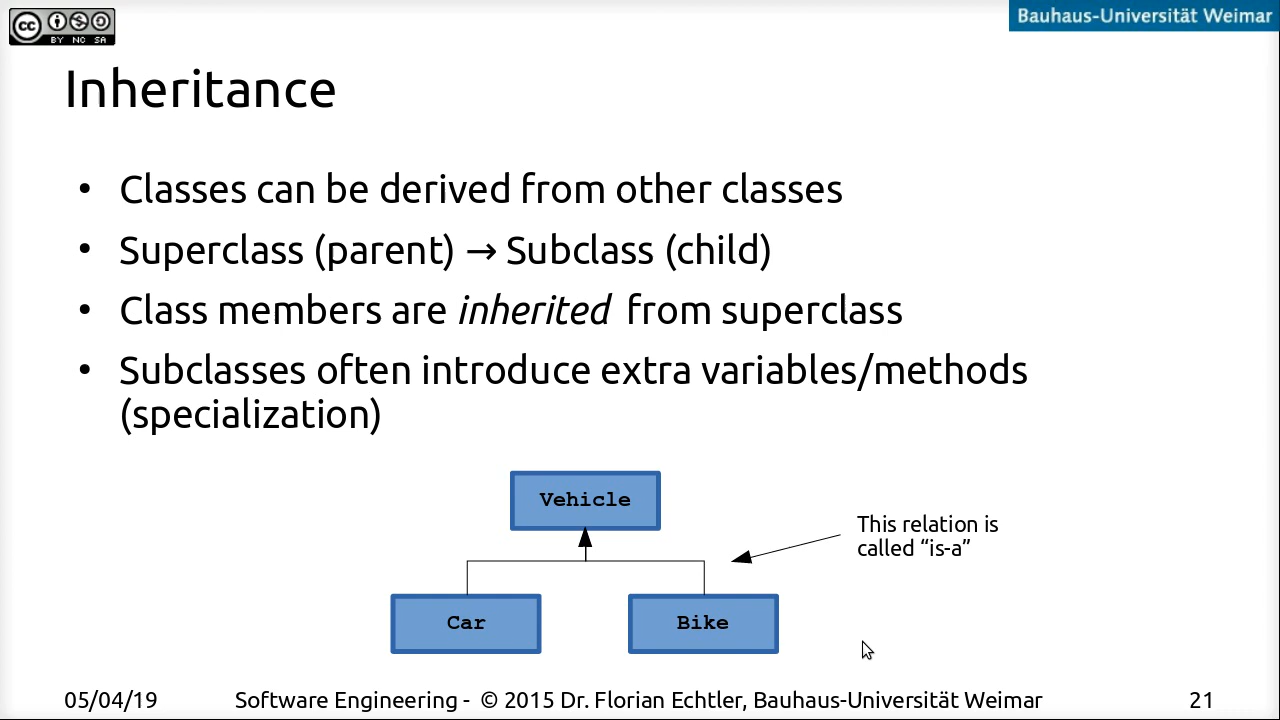 cc BY NC SA
Bauhaus-Universität Weimar
Inheritance
• Classes can be derived from other classes
• Superclass (parent) → Subclass (child)
• Class members are inherited from superclass
• Subclasses often introduce extra variables/methods
(specialization)
Vehicle
This relation is
called “is-a”
Car
Bike
05/04/19
Software Engineering - © 2015 Dr. Florian Echtler, Bauhaus-Universität Weimar
21